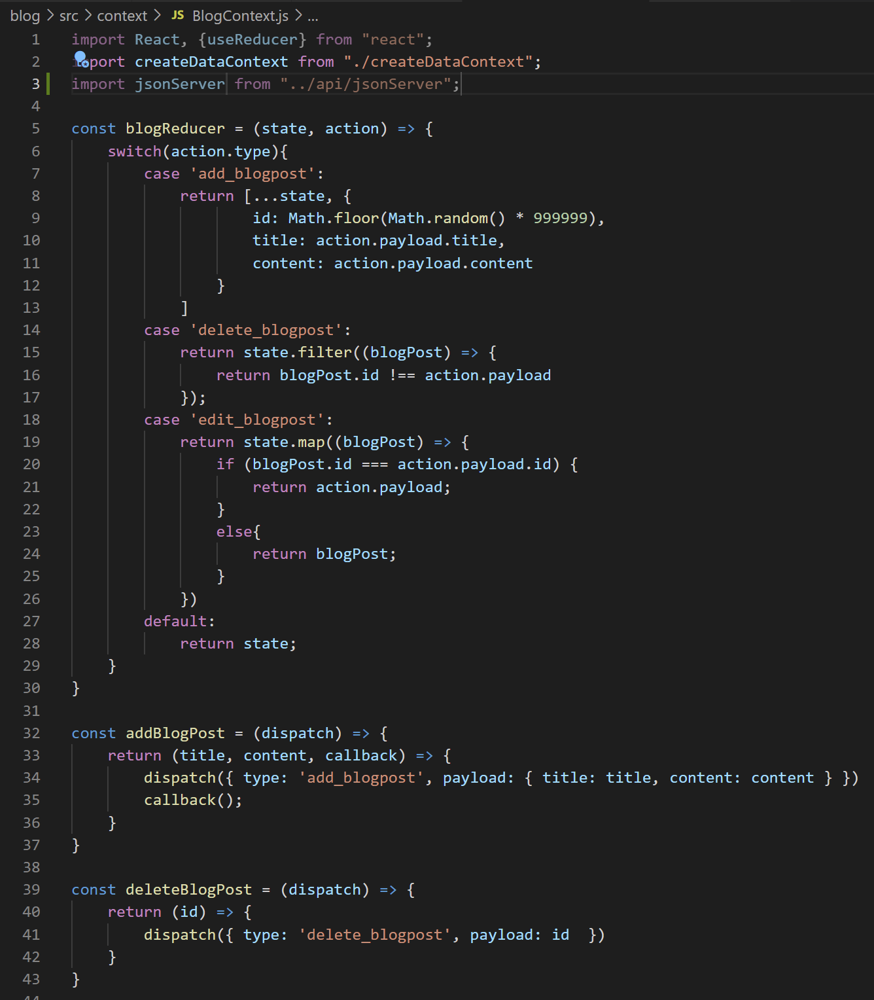 blog > src > context > JS BlogContext.js > ...
1 import React, {useReducer} from "react";
2 import createDataContext from "./createDataContext";
3 import jsonServer from "../api/jsonServer";
4
5 const blogReducer = (state, action) => {
6     switch(action.type){
7         case 'add_blogpost':
8             return [...state, {
9                     id: Math.floor(Math.random() * 999999),
10                     title: action.payload.title,
11                     content: action.payload.content
12                 }
13             ]
14         case 'delete_blogpost':
15             return state.filter((blogPost) => {
16                 return blogPost.id !== action.payload
17             });
18         case 'edit_blogpost':
19             return state.map((blogPost) => {
20                 if (blogPost.id === action.payload.id) {
21                     return action.payload;
22                 }
23                 else{
24                     return blogPost;
25                 }
26             })
27         default:
28             return state;
29     }
30 }
31
32 const addBlogPost = (dispatch) => {
33     return (title, content, callback) => {
34         dispatch({ type: 'add_blogpost', payload: { title: title, content: content } })
35         callback();
36     }
37 }
38
39 const deleteBlogPost = (dispatch) => {
40     return (id) => {
41         dispatch({ type: 'delete_blogpost', payload: id  })
42     }
43 }
44